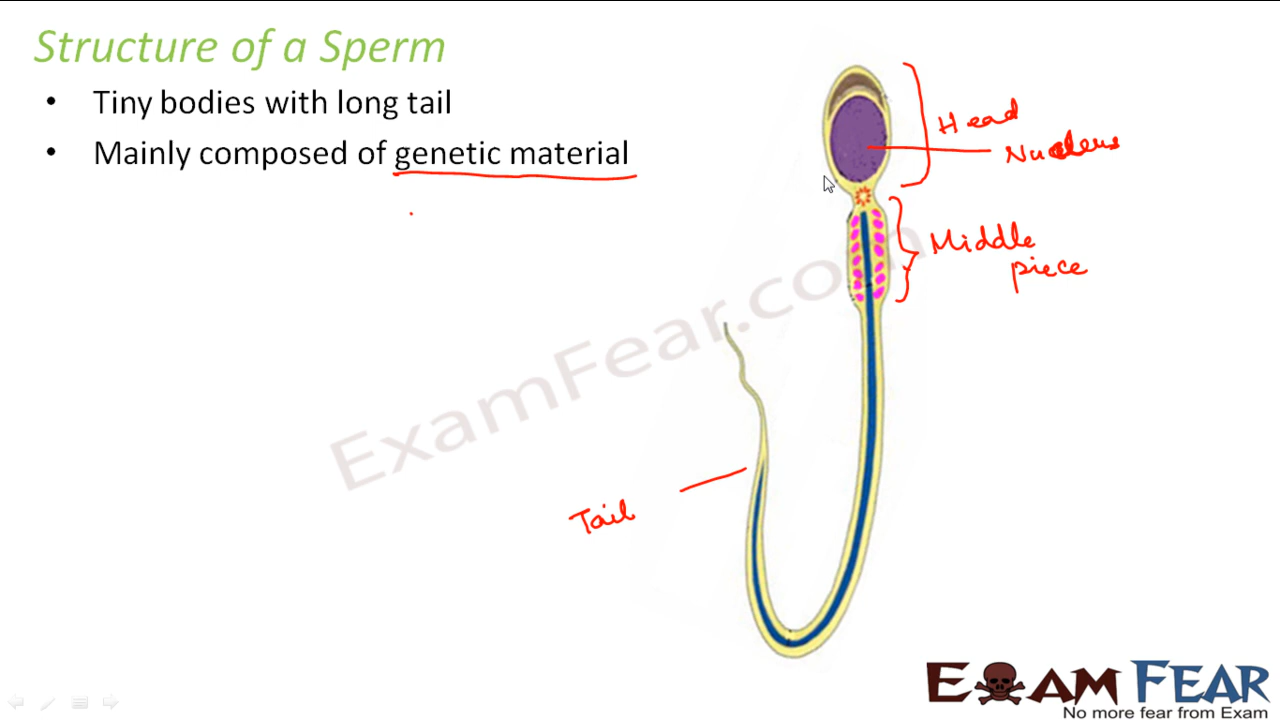 Structure of a Sperm
• Tiny bodies with long tail
• Mainly composed of genetic material
Head
Nucleus
Middle
piece
Tail
ExamFear.com
EXAM FEAR
No more fear from Exam